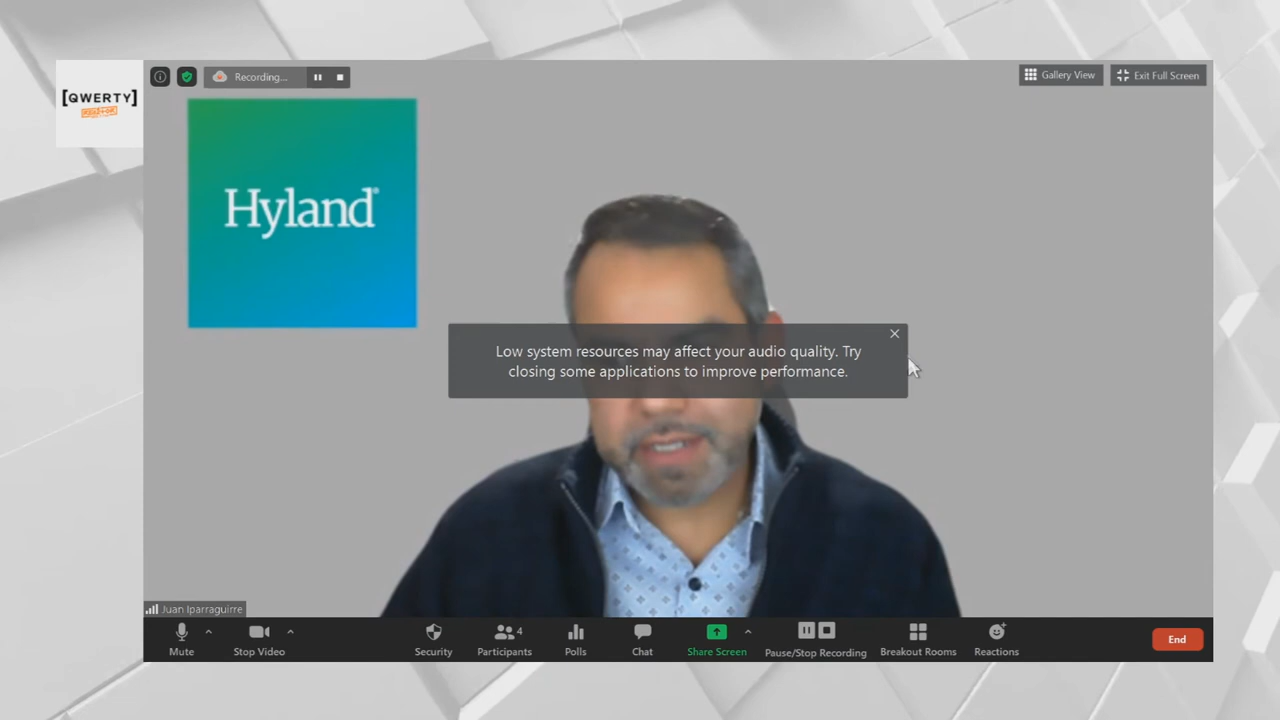 [QWERTY]
Recording...
Gallery View
Exit Full Screen
Hyland®
Low system resources may affect your audio quality. Try
closing some applications to improve performance.
Juan Iparraguirre
Mute
Stop Video
Security
4
Participants
Polls
Chat
Share Screen
Pause/Stop Recording
Breakout Rooms
Reactions
End